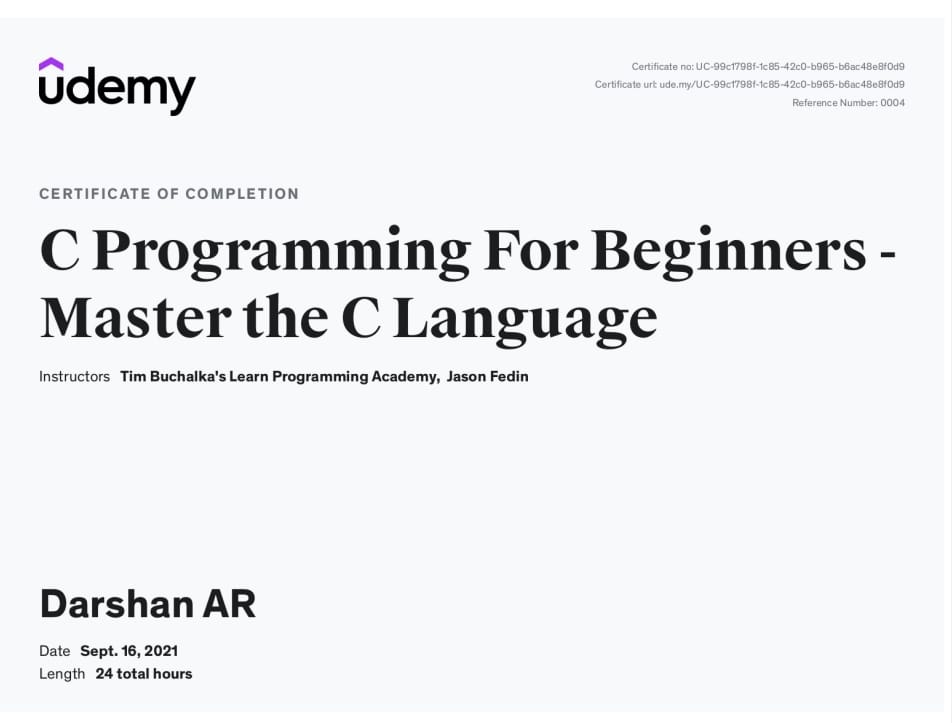 udemy
Certificate no: UC-99c1798f-1c85-42c0-b965-b6ac48e8f0d9
Certificate url: ude.my/UC-99c1798f-1c85-42c0-b965-b6ac48e8f0d9
Reference Number: 0004
CERTIFICATE OF COMPLETION
C Programming For Beginners -
Master the C Language
Instructors Tim Buchalka's Learn Programming Academy, Jason Fedin
Darshan AR
Date Sept. 16, 2021
Length 24 total hours